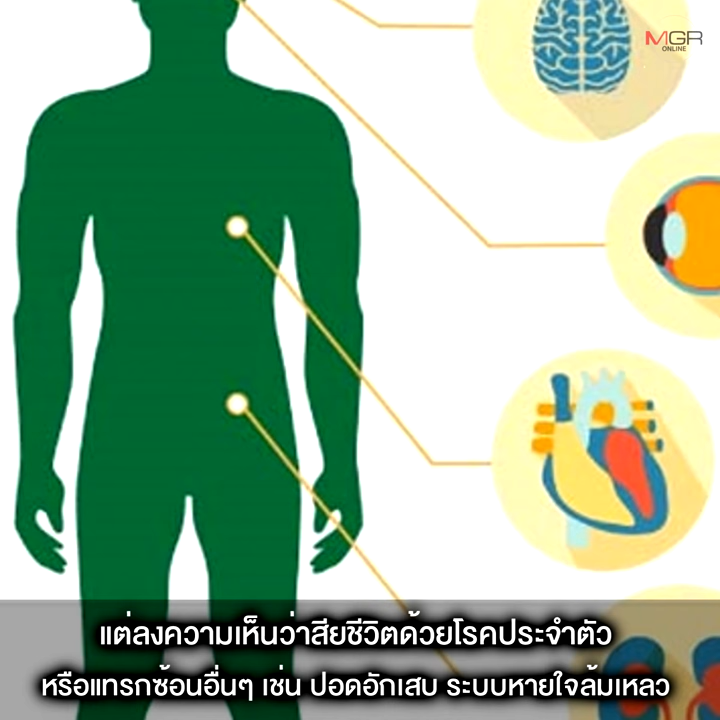 MGR
ONLINE
แต่ลงความเห็นว่าสียชีวิตด้วยโรคประจำตัว
หรือแทรกซ้อนอื่นๆ เช่น ปอดอักเสบ ระบบหายใจล้มเหลว